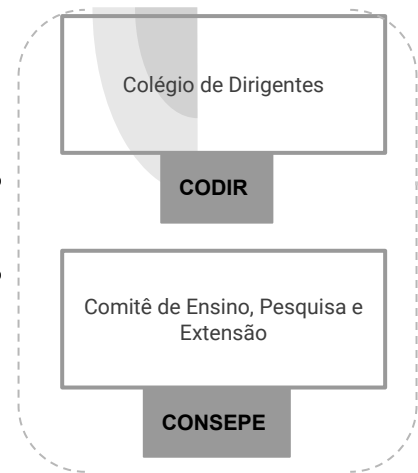 Colégio de Dirigentes
CODIR
Comitê de Ensino, Pesquisa e
Extensão
CONSEPE